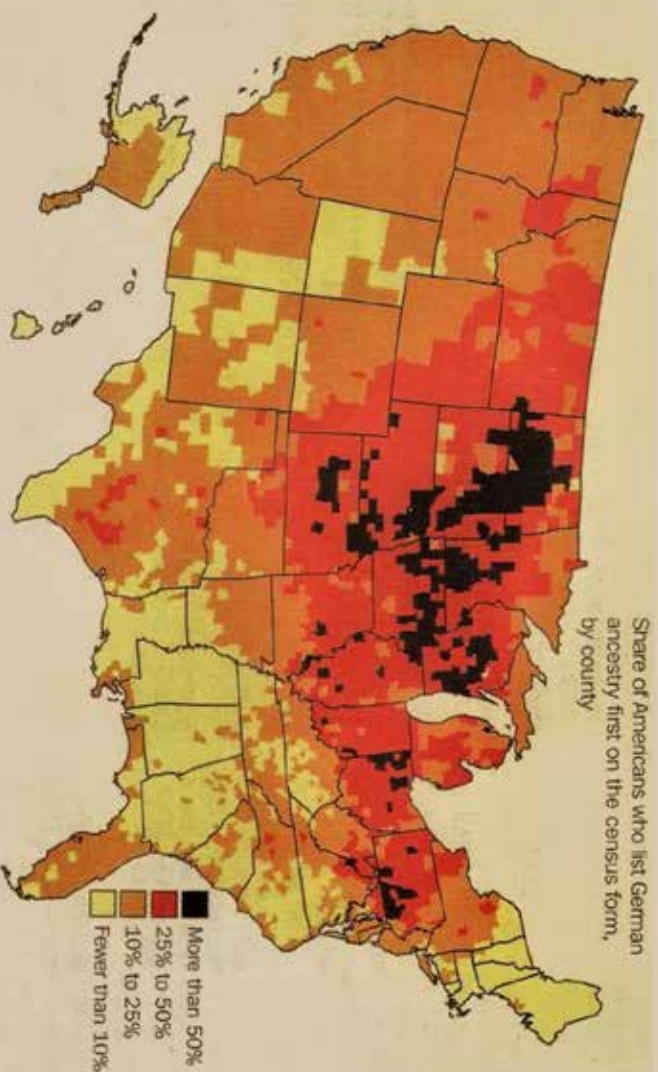 Share of Americans who list German
ancestry first on the census form,
by county
More than 50%
25% to 50%
10% to 25%
Fewer than 10%